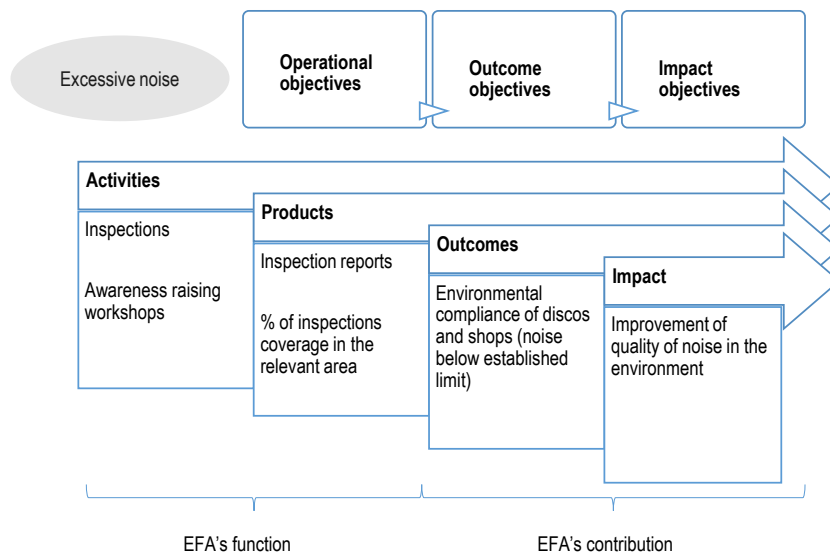 Excessive noise
Operational
objectives
Outcome
objectives
Impact
objectives
Activities
Inspections
Awareness raising
workshops
Products
Inspection reports
% of inspections
coverage in the
relevant area
Outcomes
Environmental
compliance of discos
and shops (noise
below established
limit)
Impact
Improvement of
quality of noise in the
environment
EFA's function
EFA's contribution